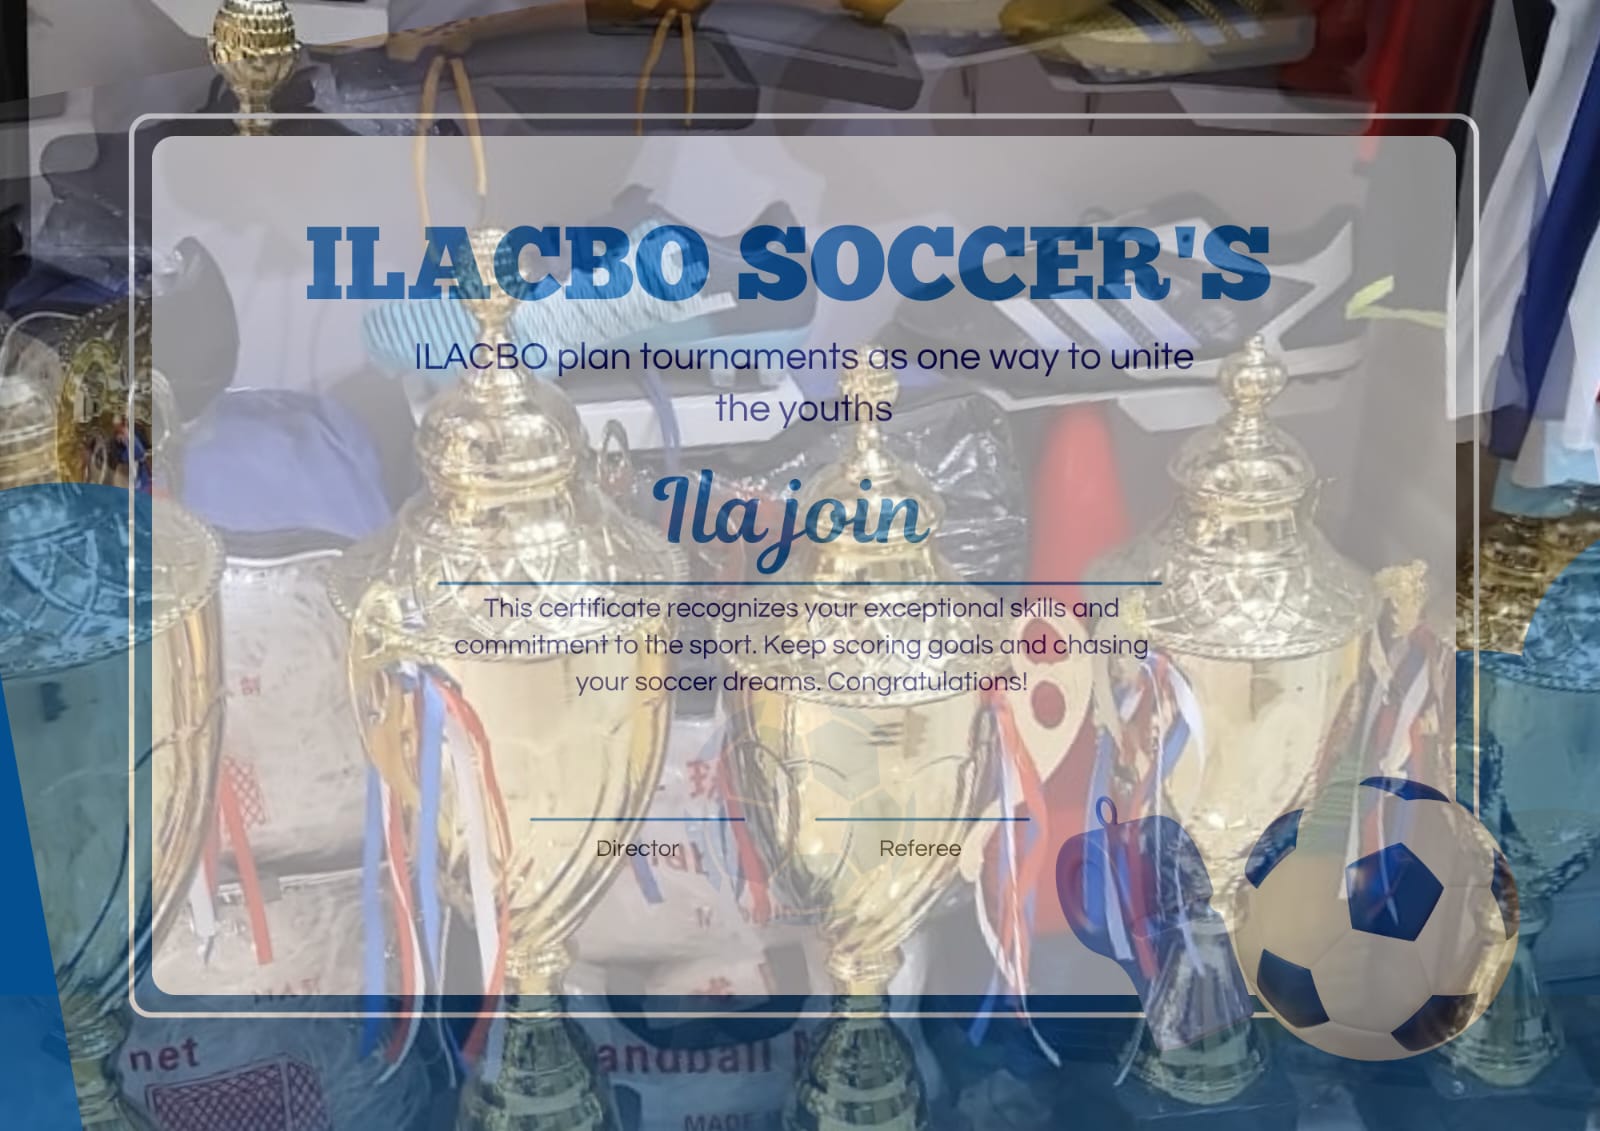 ILACBO SOCCER'S
ILACBO plan tournaments as one way to unite
the youths
Ila join
This certificate recognizes your exceptional skills and
commitment to the sport. Keep scoring goals and chasing
your soccer dreams. Congratulations!
Director
Referee
net
andball
MADE